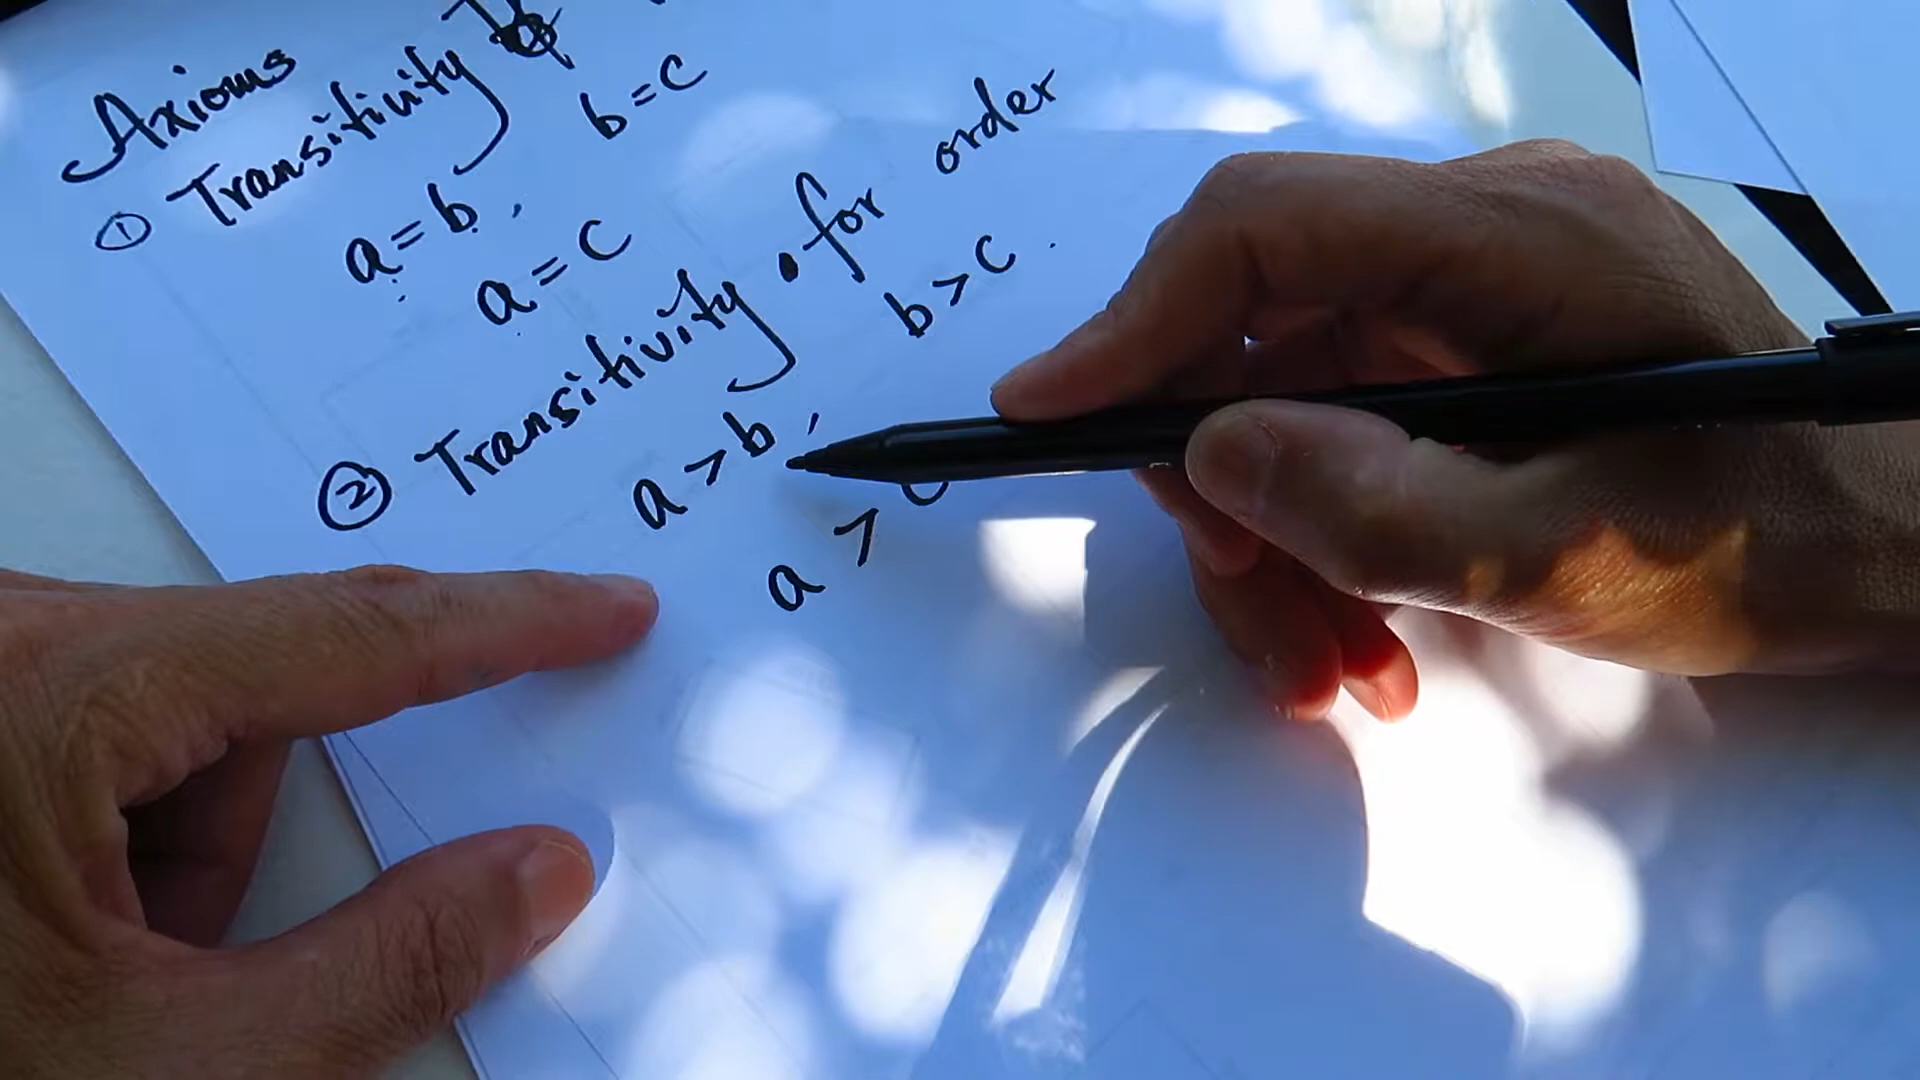 Axioms
① Transitivity
a = b, b = c
a = c
② Transitivity for order
a > b, b > c.
a > c